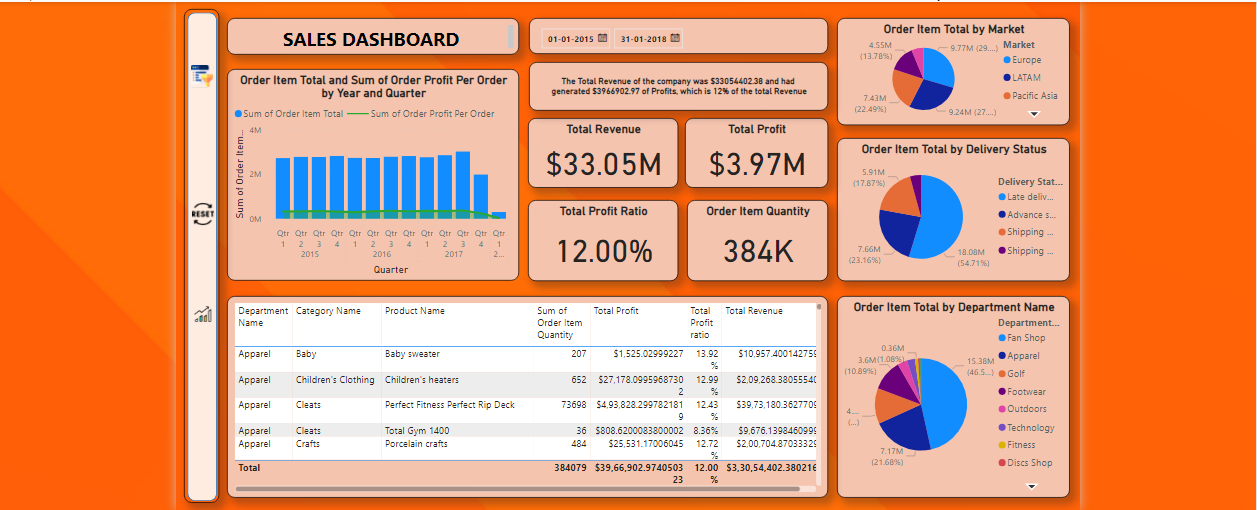 SALES DASHBOARD
01-01-2015
31-01-2018
RESET
Order Item Total and Sum of Order Profit Per Order
by Year and Quarter
Sum of Order Item Total
Sum of Order Profit Per Order
Sum of Order Item...
4M
2M
0M
Qtr 1 Qtr 2 Qtr 3 Qtr 4 Qtr 1 Qtr 2 Qtr 3 Qtr 4 Qtr 1 Qtr 2 Qtr 3 Qtr 4 Qtr 1
2015 2016 2017 2...
Quarter
The Total Revenue of the company was $33054402.38 and had
generated $3966902.97 of Profits, which is 12% of the total Revenue
Total Revenue
$33.05M
Total Profit
$3.97M
Total Profit Ratio
12.00%
Order Item Quantity
384K
Order Item Total by Market
4.55M
(13.78%)
9.77M (29....)
7.43M
(22.49%)
9.24M (27....)
Market
Europe
LATAM
Pacific Asia
Order Item Total by Delivery Status
5.91M
(17.87%)
7.66M
(23.16%)
18.08M
(54.71%)
Delivery Stat...
Late deliv...
Advance s...
Shipping ...
Shipping ...
Department Name Category Name Product Name Sum of Order Item Quantity Total Profit Total Profit ratio Total Revenue
Apparel Baby Baby sweater 207 $1,525.02999227 13.92% $10,957.400142759
Apparel Children's Clothing Children's heaters 652 $27,178.09959687302 12.99% $2,09,268.38055540
Apparel Cleats Perfect Fitness Perfect Rip Deck 73698 $4,93,828.2997821819 12.43% $39,73,180.3627709
Apparel Cleats Total Gym 1400 36 $808.6200083800002 8.36% $9,676.1398460999
Apparel Crafts Porcelain crafts 484 $25,531.17006045 12.72% $2,00,704.87033329
Total 384079 $39,66,902.974050323 12.00% $3,30,54,402.380216
Order Item Total by Department Name
0.36M
(1.08%)
3.6M
(10.89%)
15.38M
(46.5...)
4...
(...)
7.17M
(21.68%)
Department...
Fan Shop
Apparel
Golf
Footwear
Outdoors
Technology
Fitness
Discs Shop